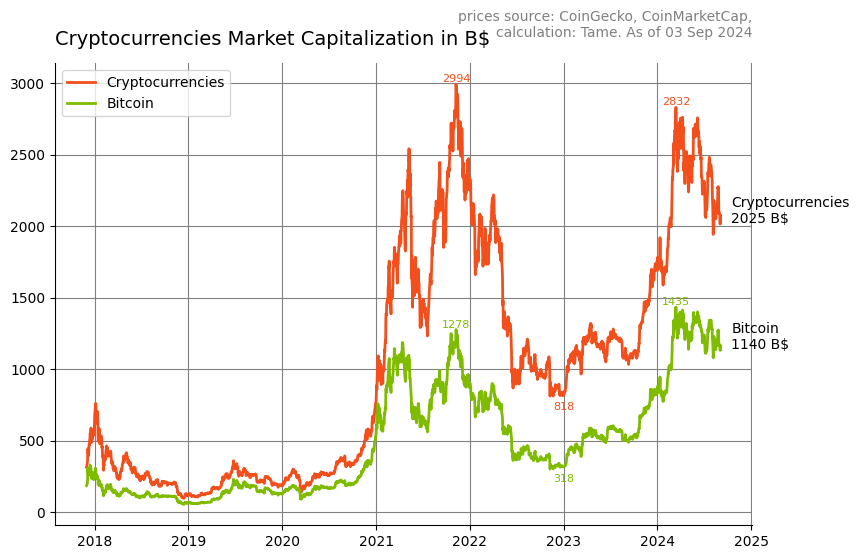 prices source: CoinGecko, CoinMarketCap,
calculation: Tame. As of 03 Sep 2024
Cryptocurrencies Market Capitalization in B$
Cryptocurrencies
Bitcoin
3000
2500
2000
1500
1000
500
0
2994
2832
1278
1435
818
318
Cryptocurrencies
2025 B$
Bitcoin
1140 B$
2018
2019
2020
2021
2022
2023
2024
2025